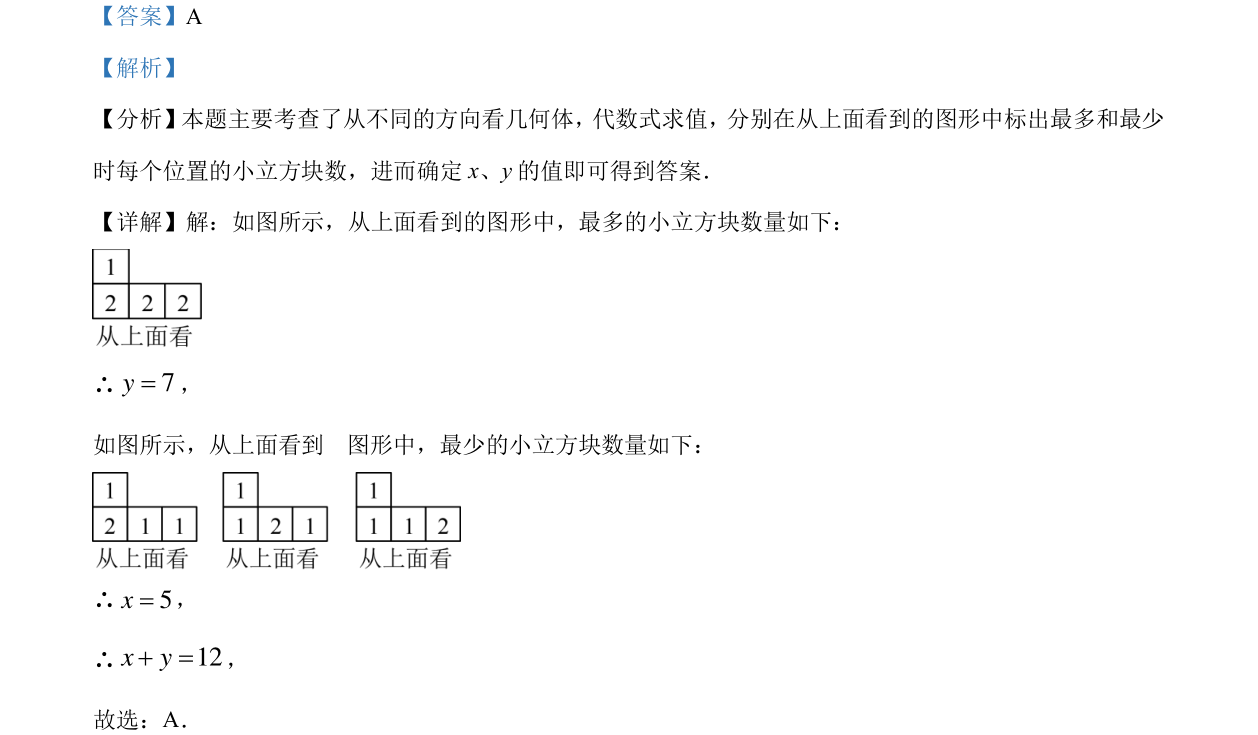 【答案】A
【解析】
【分析】本题主要考查了从不同的方向看几何体，代数式求值，分别在从上面看到的图形中标出最多和最少
时每个位置的小立方块数，进而确定 x、y 的值即可得到答案．
【详解】解：如图所示，从上面看到的图形中，最多的小立方块数量如下：
1
2 2 2
从上面看
∴ y = 7，
如图所示，从上面看到 图形中，最少的小立方块数量如下：
1 1 1
2 1 1 1 2 1 1 1 2
从上面看 从上面看 从上面看
∴ x = 5，
∴ x + y = 12，
故选：A．